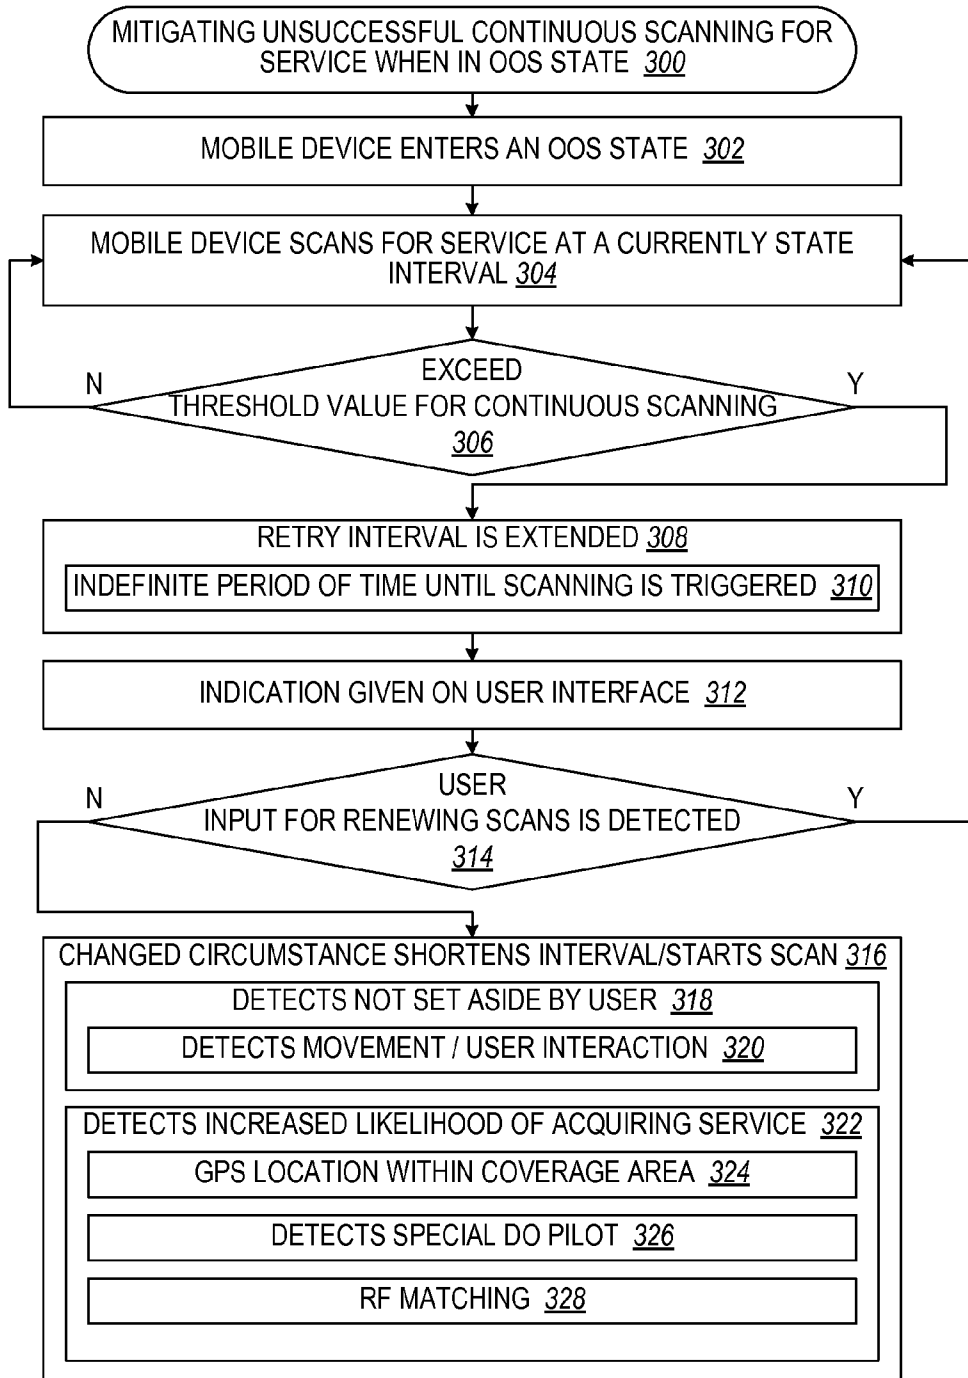 MITIGATING UNSUCCESSFUL CONTINUOUS SCANNING FOR
SERVICE WHEN IN OOS STATE 300
MOBILE DEVICE ENTERS AN OOS STATE 302
MOBILE DEVICE SCANS FOR SERVICE AT A CURRENTLY STATE
INTERVAL 304
N
EXCEED
Y
THRESHOLD VALUE FOR CONTINUOUS SCANNING
306
RETRY INTERVAL IS EXTENDED 308
INDEFINITE PERIOD OF TIME UNTIL SCANNING IS TRIGGERED 310
INDICATION GIVEN ON USER INTERFACE 312
N
USER
Y
INPUT FOR RENEWING SCANS IS DETECTED
314
CHANGED CIRCUMSTANCE SHORTENS INTERVAL/STARTS SCAN 316
DETECTS NOT SET ASIDE BY USER 318
DETECTS MOVEMENT / USER INTERACTION 320
DETECTS INCREASED LIKELIHOOD OF ACQUIRING SERVICE 322
GPS LOCATION WITHIN COVERAGE AREA 324
DETECTS SPECIAL DO PILOT 326
RF MATCHING 328